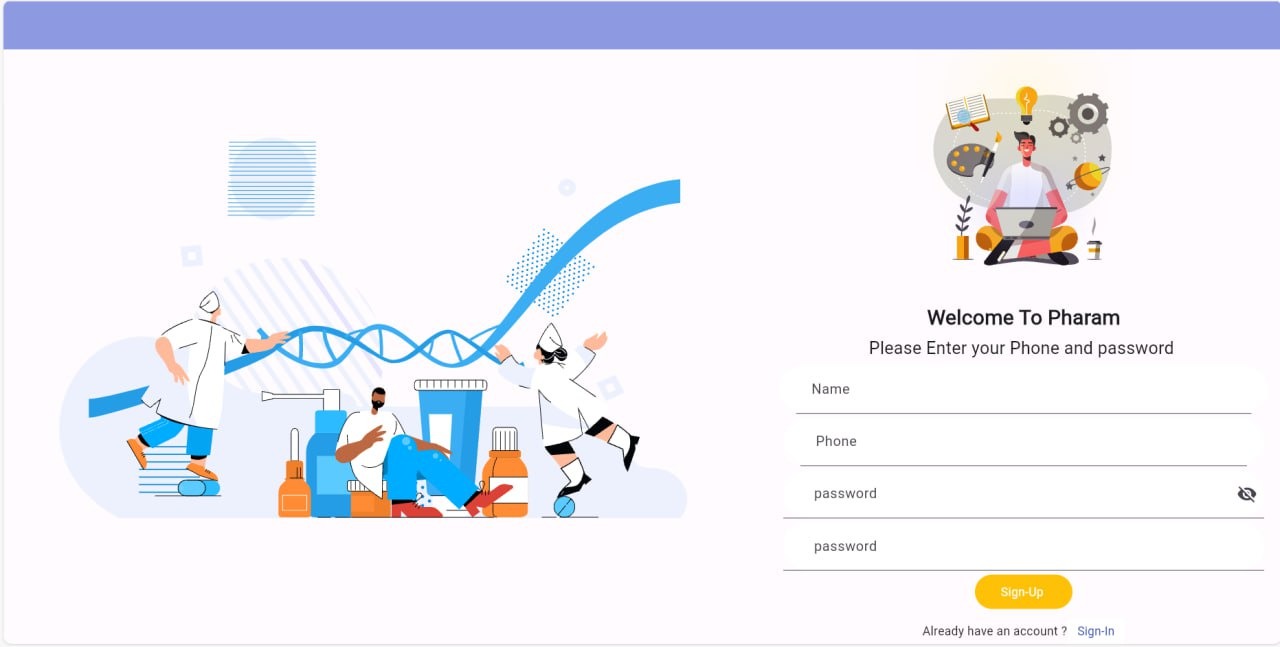 Welcome To Pharam
Please Enter your Phone and password
Name
Phone
password
password
Sign-Up
Already have an account ? Sign-In